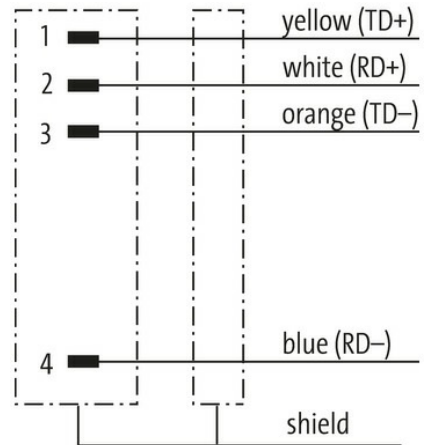 1 yellow (TD+)
2 white (RD+)
3 orange (TD–)
4 blue (RD–)
shield